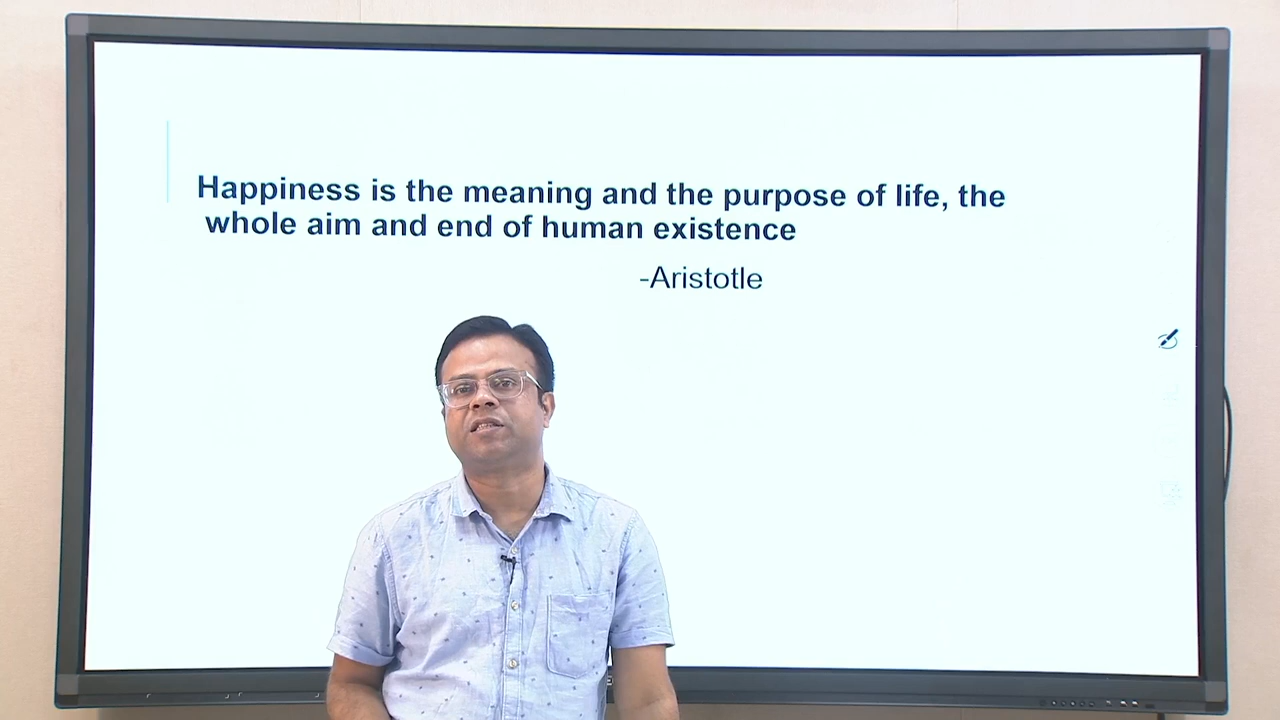 Happiness is the meaning and the purpose of life, the
whole aim and end of human existence
-Aristotle